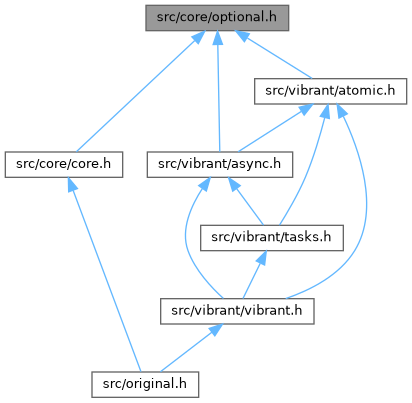 src/core/optional.h
src/vibrant/atomic.h
src/core/core.h
src/vibrant/async.h
src/vibrant/tasks.h
src/vibrant/vibrant.h
src/original.h